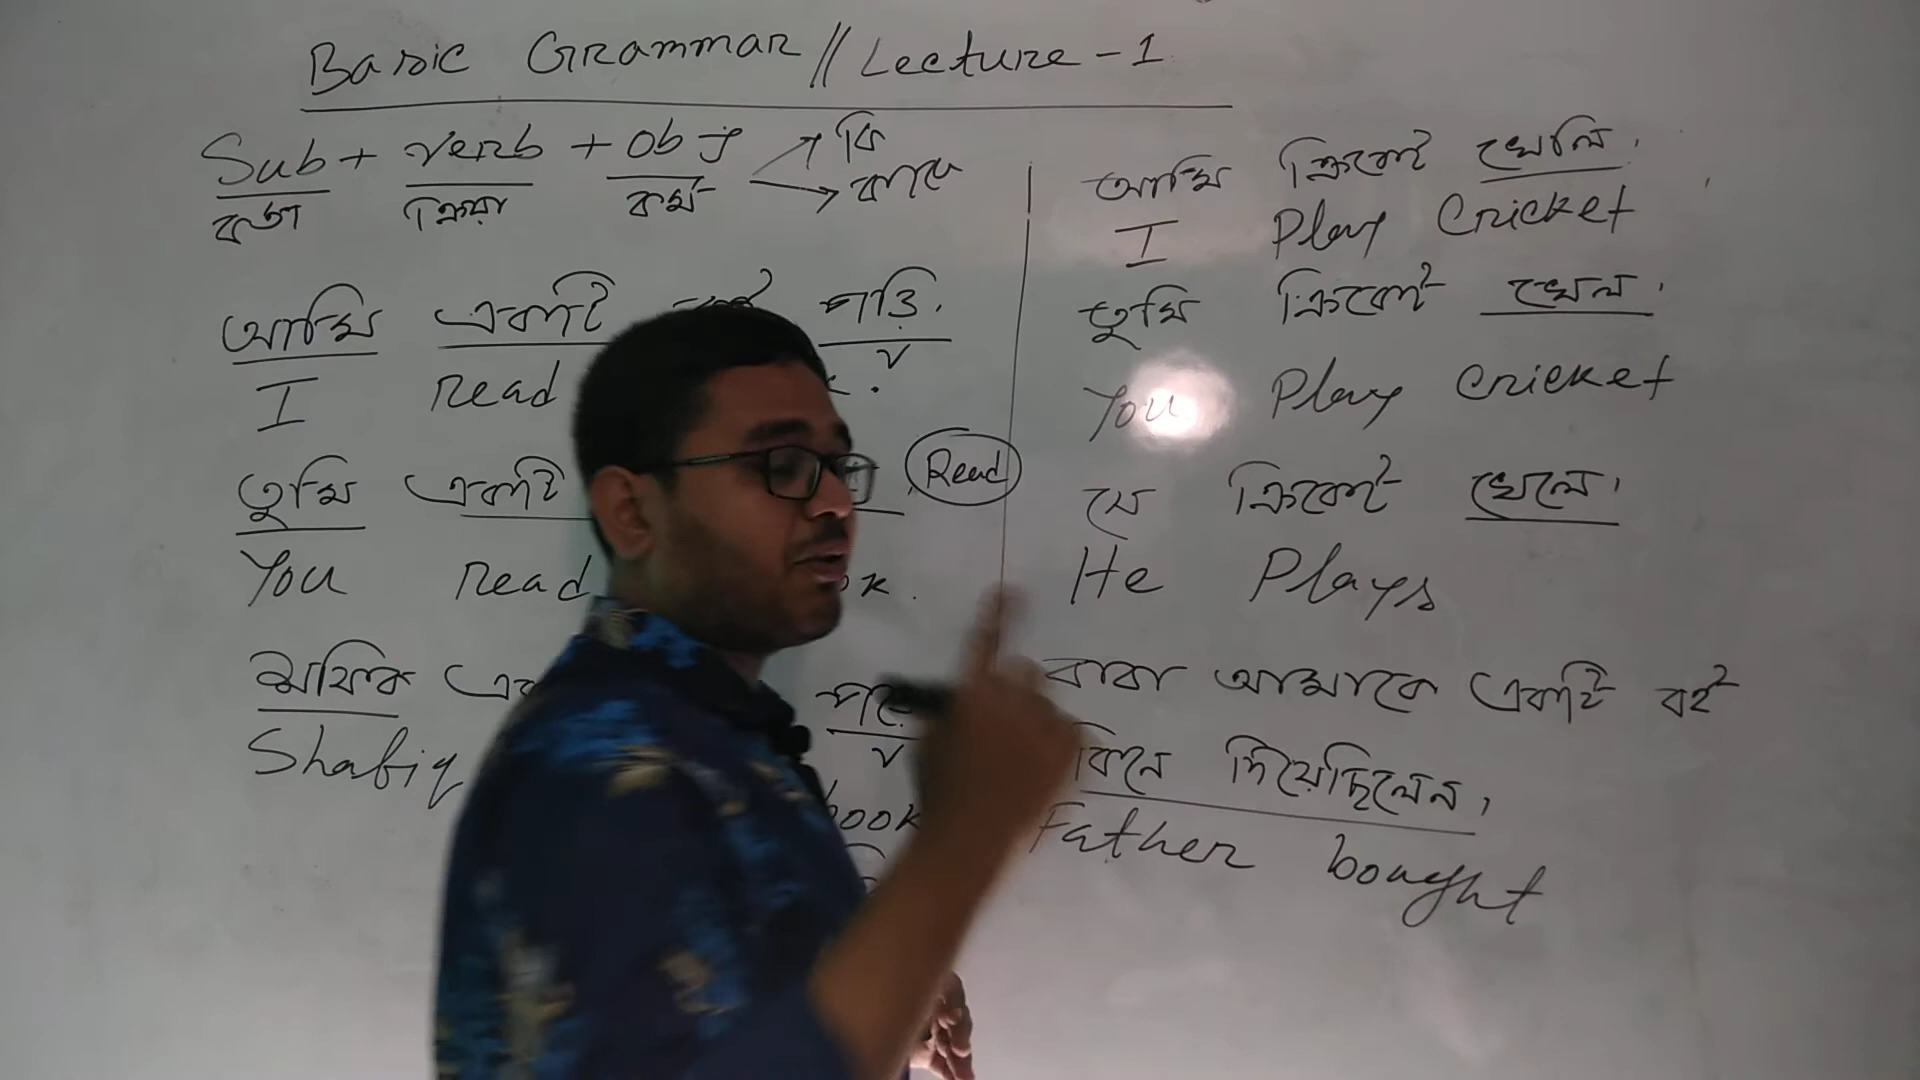 Basic Grammar // Lecture - 1
Sub + verb + Obj
কি
কাকে
কর্তা ক্রিয়া কর্ম
আমি একটি পড়ি.
v
I read
তুমি একটি
Read
You read
শফিক
v
Shafiq
book
আমি ক্রিকেট খেলি.
I Play Cricket
তুমি ক্রিকেট খেল.
You Play Cricket
সে ক্রিকেট খেলে.
He Plays
বাবা আমাকে একটি বই
কিনে দিয়েছিলেন.
Father bought